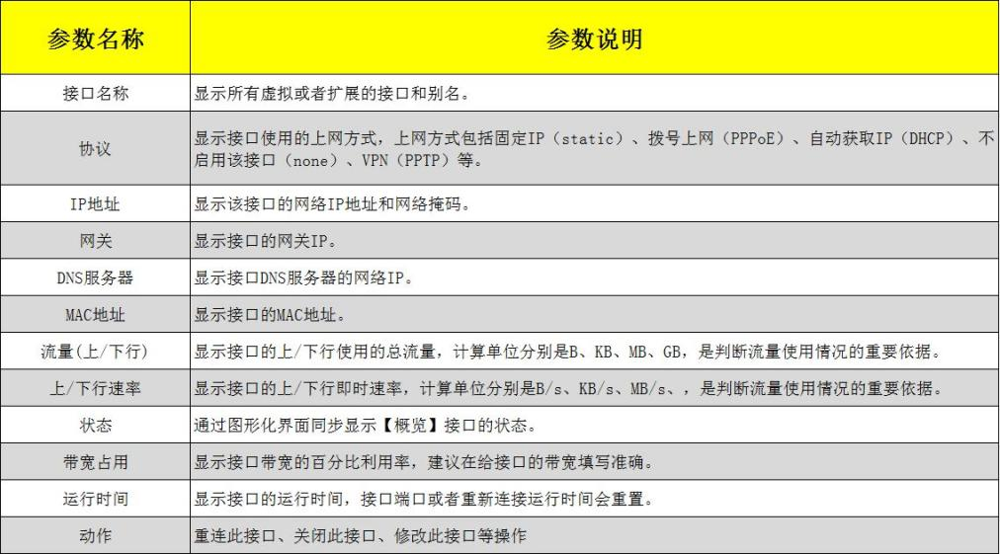 参数名称 参数说明
接口名称 显示所有虚拟或者扩展的接口和别名。
协议 显示接口使用的上网方式，上网方式包括固定IP（static）、拨号上网（PPPoE）、自动获取IP（DHCP）、不
启用该接口（none）、VPN（PPTP）等。
IP地址 显示该接口的网络IP地址和网络掩码。
网关 显示接口的网关IP。
DNS服务器 显示接口DNS服务器的网络IP。
MAC地址 显示接口的MAC地址。
流量(上/下行) 显示接口的上/下行使用的总流量，计算单位分别是B、KB、MB、GB，是判断流量使用情况的重要依据。
上/下行速率 显示接口的上/下行即时速率，计算单位分别是B/s、KB/s、MB/s、，是判断流量使用情况的重要依据。
状态 通过图形化界面同步显示【概览】接口的状态。
带宽占用 显示接口带宽的百分比利用率，建议在给接口的带宽填写准确。
运行时间 显示接口的运行时间，接口端口或者重新连接运行时间会重置。
动作 重连此接口、关闭此接口、修改此接口等操作